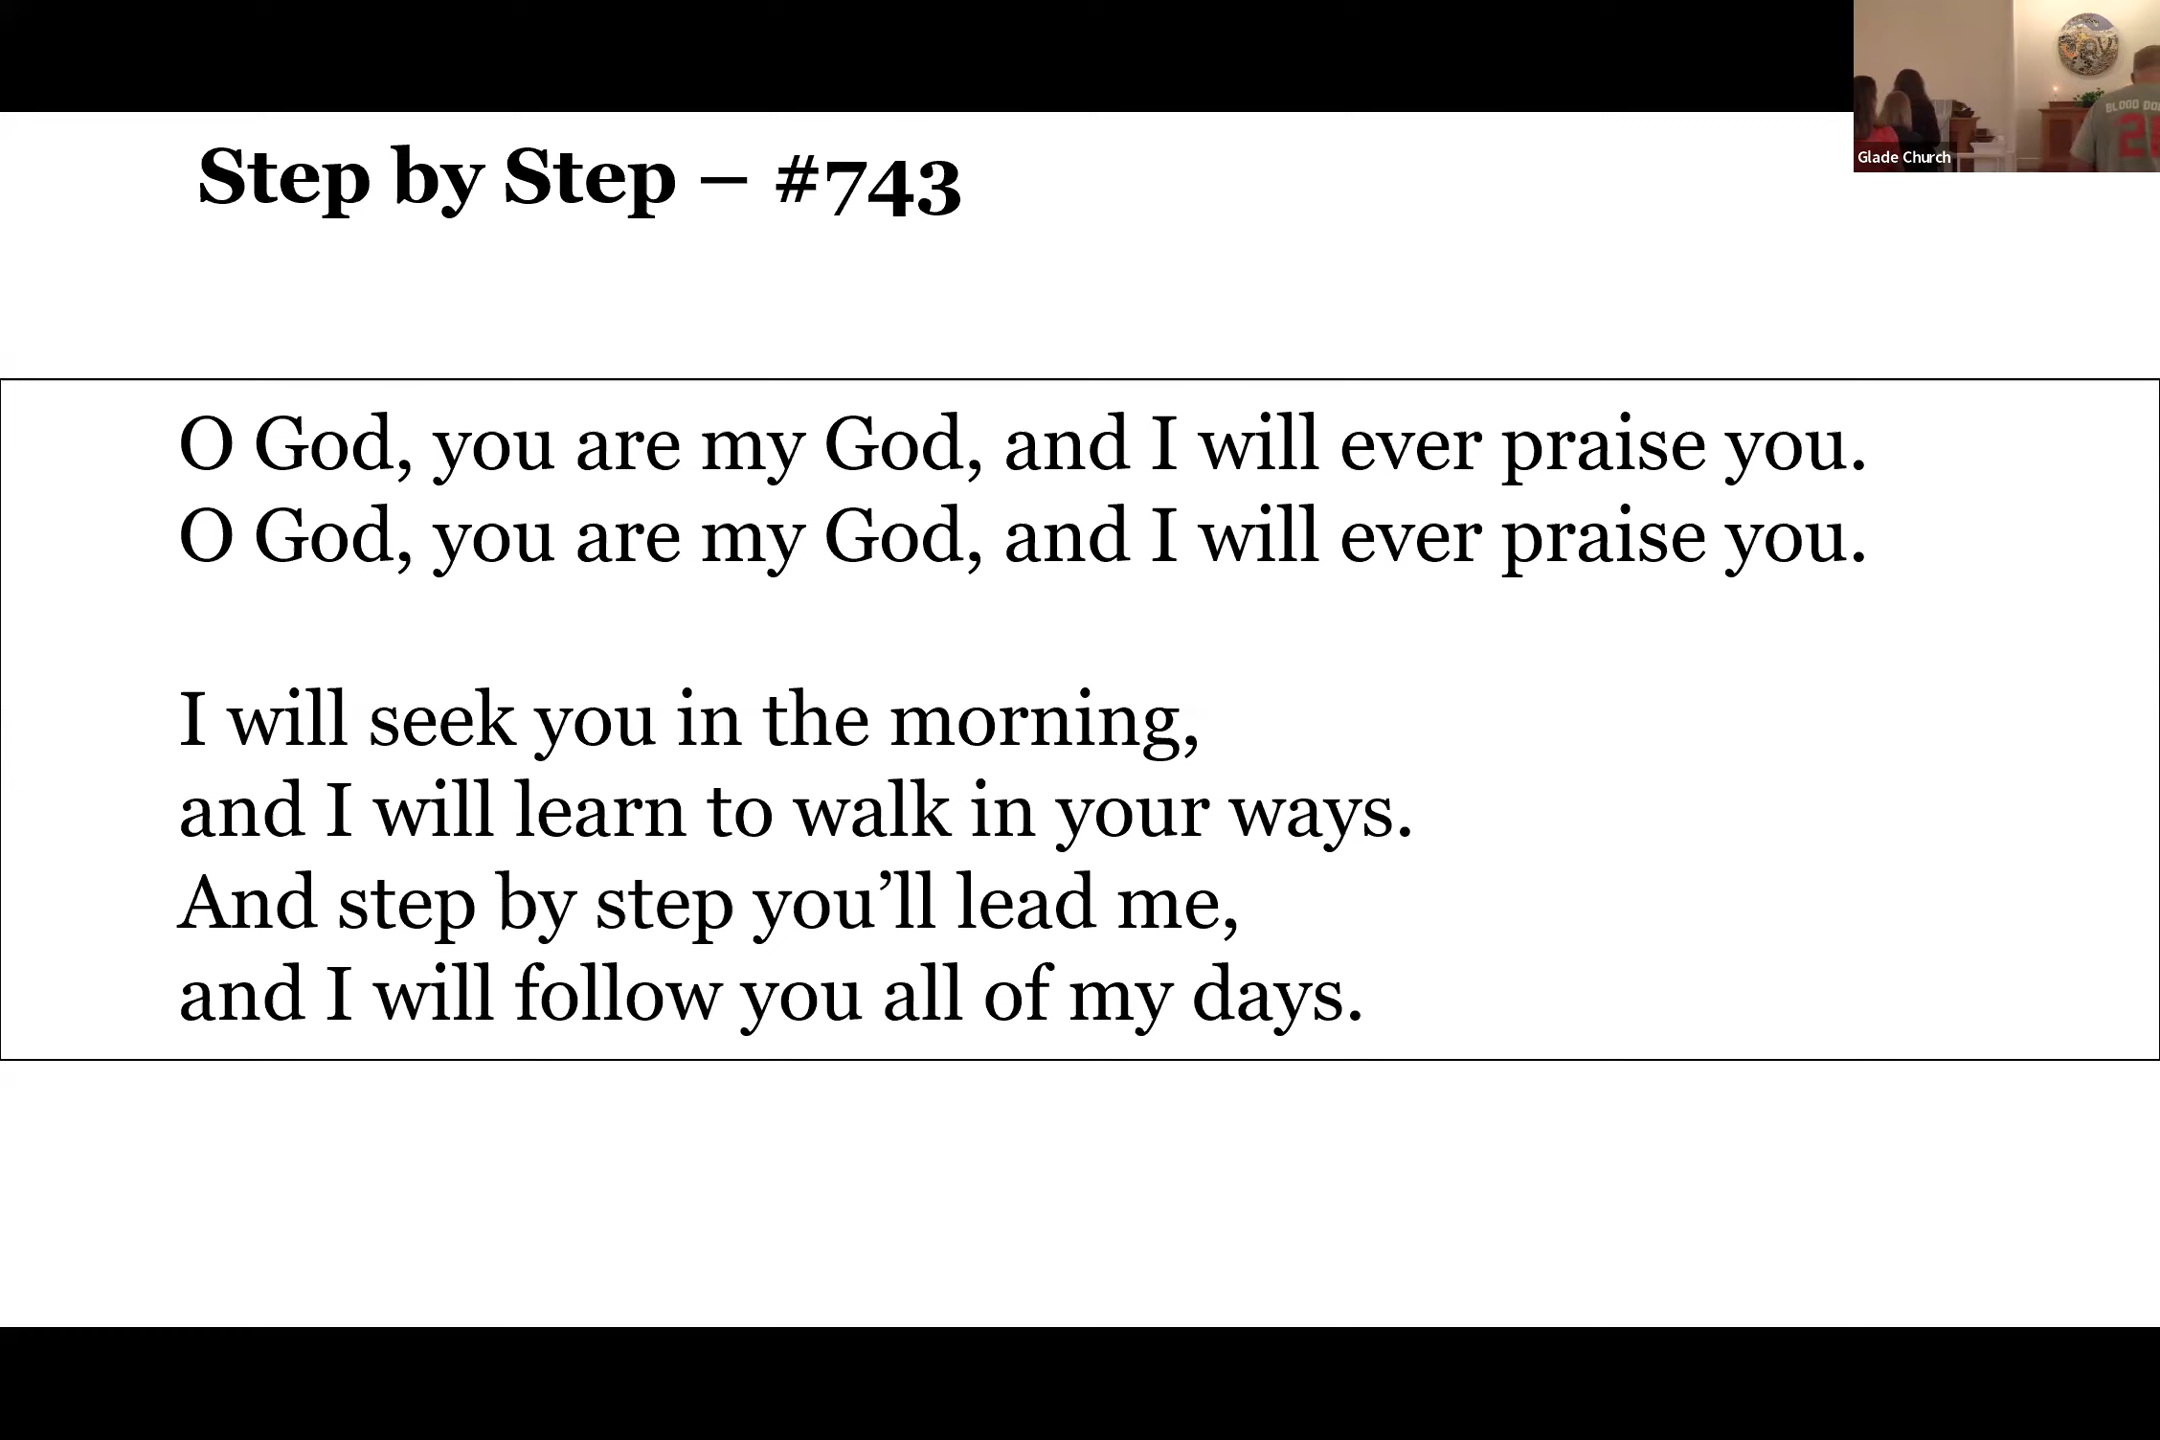 Step by Step – #743
Glade Church
BLOOD
O God, you are my God, and I will ever praise you.
O God, you are my God, and I will ever praise you.
I will seek you in the morning,
and I will learn to walk in your ways.
And step by step you’ll lead me,
and I will follow you all of my days.